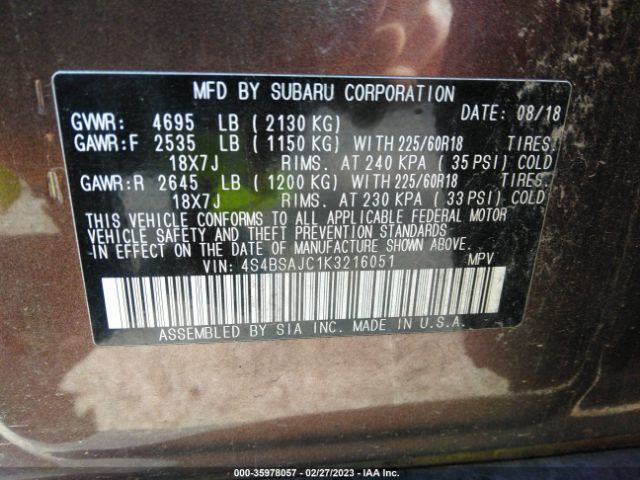 MFD BY SUBARU CORPORATION
DATE: 08/18
GVWR: 4695 LB ( 2130 KG)
GAWR:F 2535 LB ( 1150 KG) WITH 225/60R18 TIRES.
18X7J RIMS. AT 240 KPA ( 35 PSI) COLD
GAWR:R 2645 LB ( 1200 KG) WITH 225/60R18 TIRES.
18X7J RIMS. AT 230 KPA ( 33 PSI) COLD
THIS VEHICLE CONFORMS TO ALL APPLICABLE FEDERAL MOTOR
VEHICLE SAFETY AND THEFT PREVENTION STANDARDS
IN EFFECT ON THE DATE OF MANUFACTURE SHOWN ABOVE.
VIN: 4S4BSAJC1K3216051 MPV
ASSEMBLED BY SIA INC. MADE IN U.S.A.
000-35978057 - 02/27/2023 - IAA Inc.